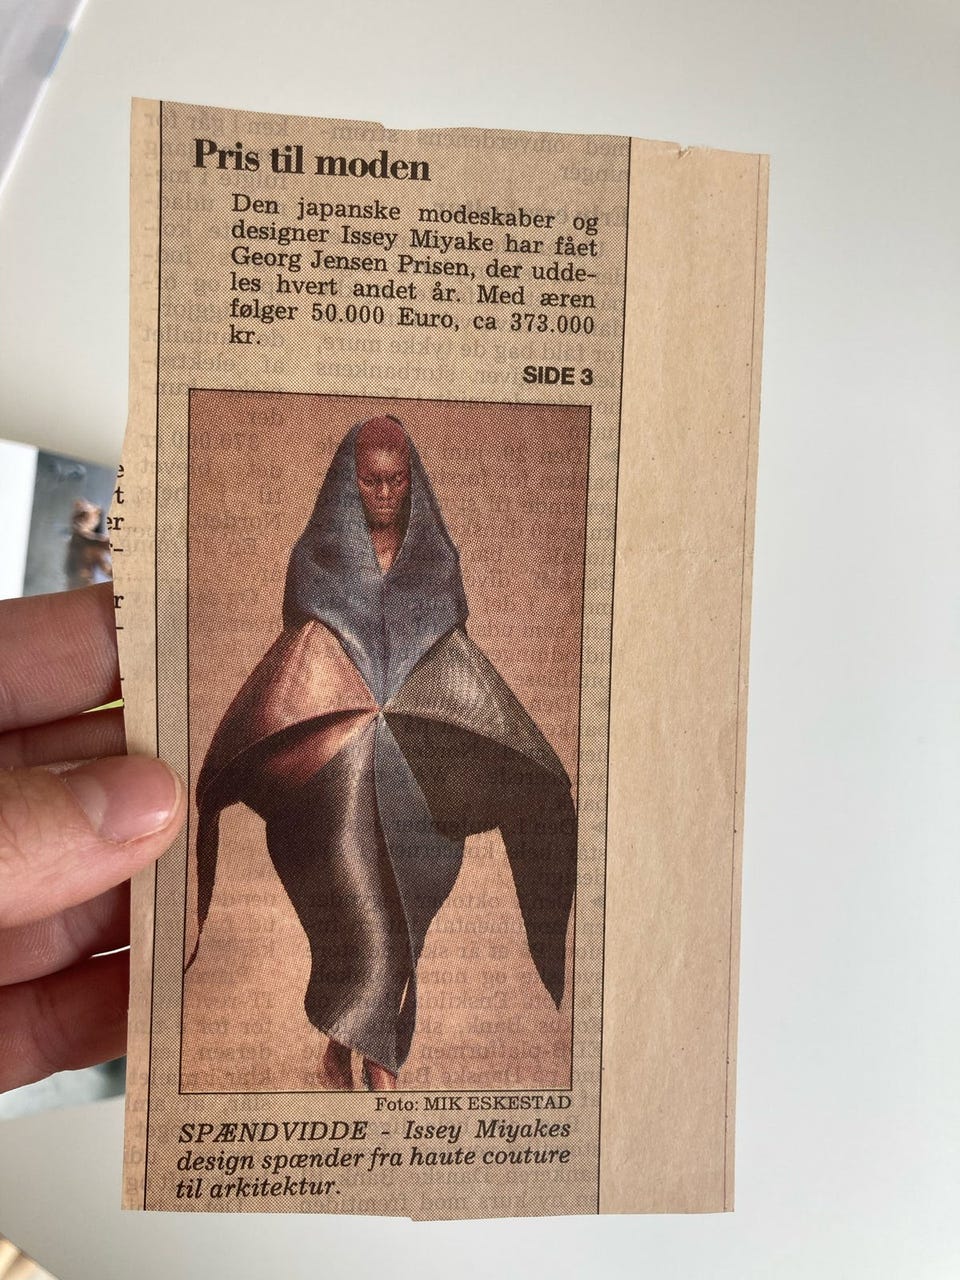 Pris til moden
Den japanske modeskaber og
designer Issey Miyake har fået
Georg Jensen Prisen, der udde-
les hvert andet år. Med æren
følger 50.000 Euro, ca 373.000
kr.
SIDE 3
e
t
er
r-
r
-
Foto: MIK ESKESTAD
SPÆNDVIDDE - Issey Miyakes
design spænder fra haute couture
til arkitektur.